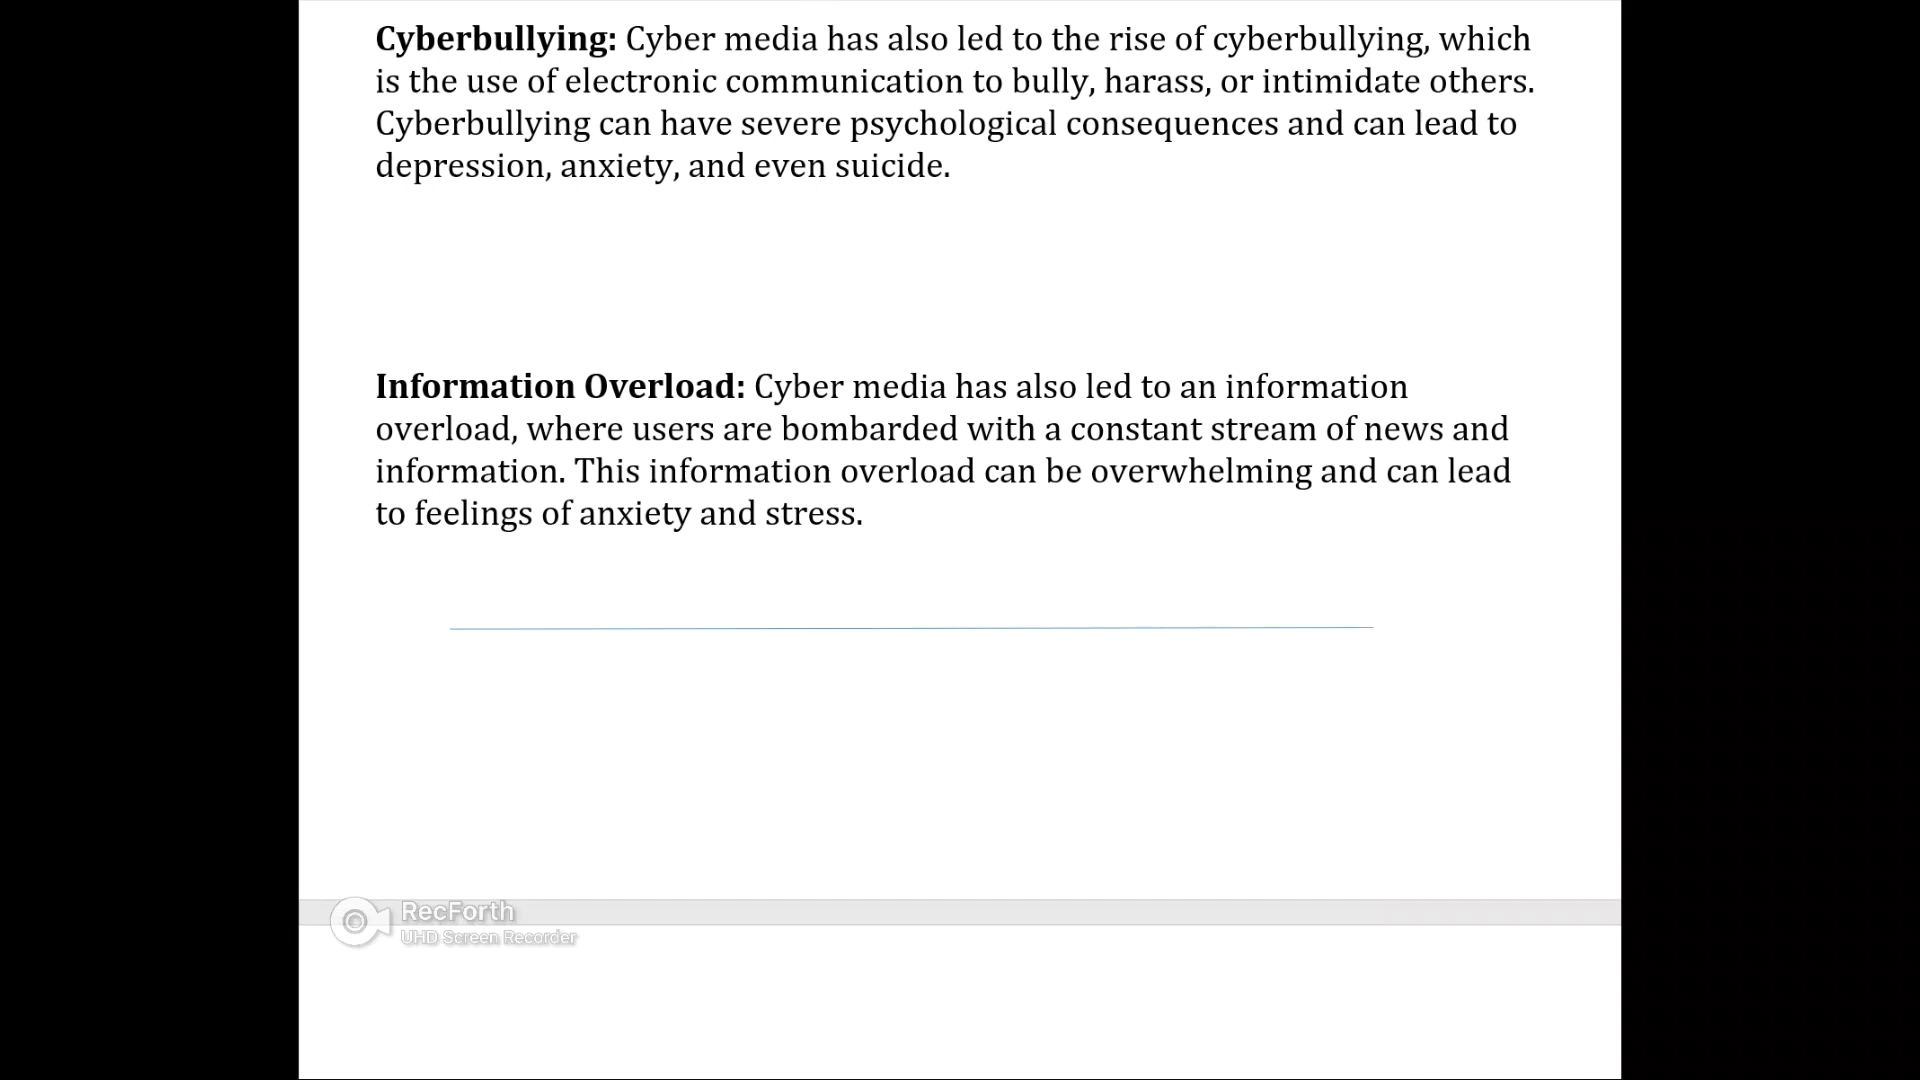 Cyberbullying: Cyber media has also led to the rise of cyberbullying, which
is the use of electronic communication to bully, harass, or intimidate others.
Cyberbullying can have severe psychological consequences and can lead to
depression, anxiety, and even suicide.
Information Overload: Cyber media has also led to an information
overload, where users are bombarded with a constant stream of news and
information. This information overload can be overwhelming and can lead
to feelings of anxiety and stress.
RecForth
UHD Screen Recorder